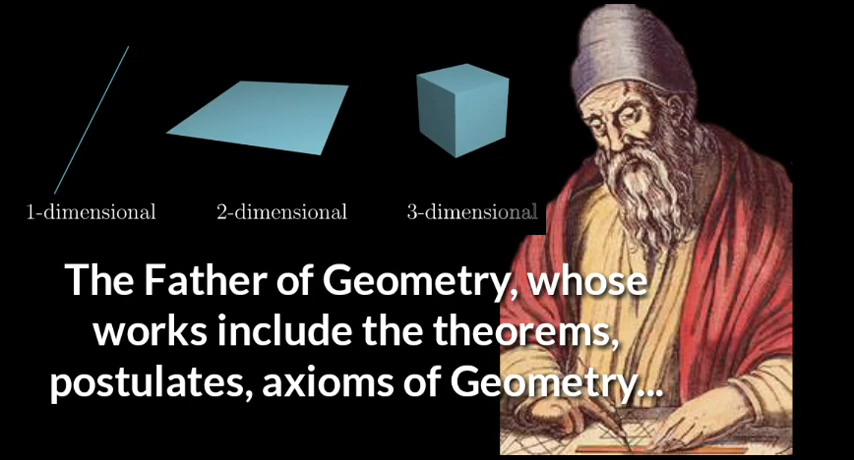 1-dimensional
2-dimensional
3-dimensional
The Father of Geometry, whose
works include the theorems,
postulates, axioms of Geometry...